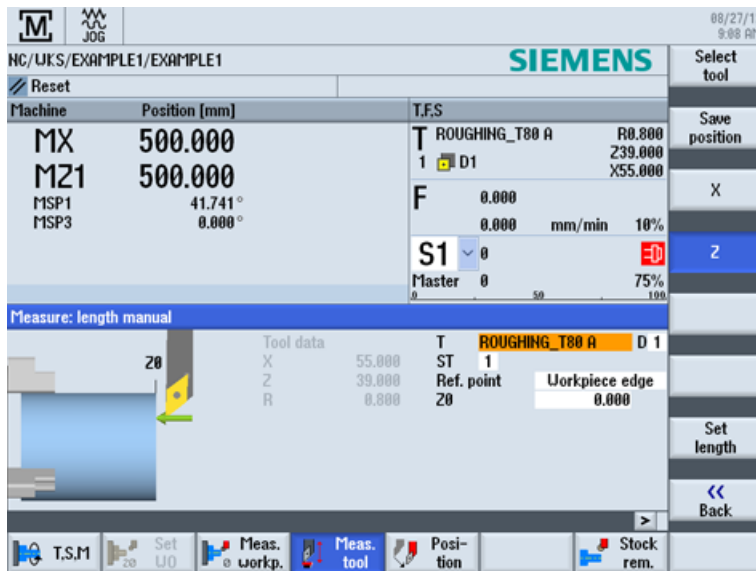 M
JOG
08/27/1
9:08 AM
NC/WKS/EXAMPLE1/EXAMPLE1
SIEMENS
Select tool
Reset
Machine Position [mm]
T,F,S
Save position
MX 500.000
T ROUGHING_T80 A R0.800
1 D1 Z39.000
X55.000
MZ1 500.000
X
MSP1 41.741°
F 0.000
MSP3 0.000°
0.000 mm/min 10%
S1 0
Z
Master 0 75%
0 50 100
Measure: length manual
Z0
Tool data
T ROUGHING_T80 A D 1
X 55.000
ST 1
Z 39.000
Ref. point Workpiece edge
R 0.800
Z0 0.000
Set length
<<
Back
>
T,S,M
Set WO
Z0
Meas. workp.
0
Meas. tool
Posi-
tion
Stock rem.